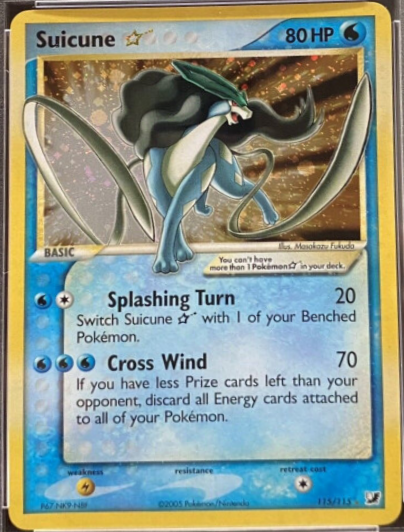 Suicune ☆
80 HP
Illus. Masakazu Fukuda
BASIC
You can't have
more than 1 Pokémon☆ in your deck.
Splashing Turn 20
Switch Suicune ☆ with 1 of your Benched
Pokémon.
Cross Wind 70
If you have less Prize cards left than your
opponent, discard all Energy cards attached
to all of your Pokémon.
weakness resistance retreat cost
©2005 Pokémon/Nintendo
115/115